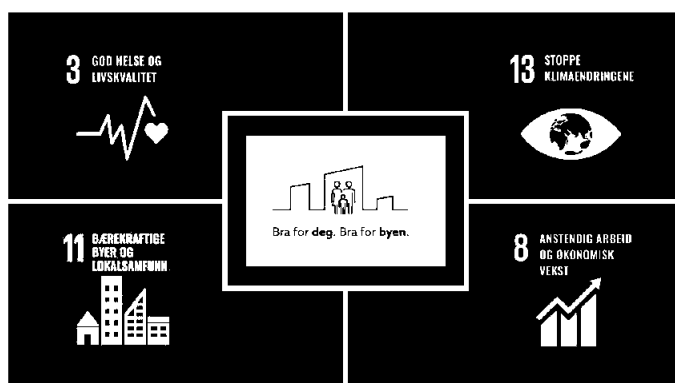 3 GOD HELSE OG
LIVSKVALITET
13 STOPPE
KLIMAENDRINGENE
Bra for deg. Bra for byen.
11 BÆREKRAFTIGE
BYER OG
LOKALSAMFUNN
8 ANSTENDIG ARBEID
OG ØKONOMISK
VEKST